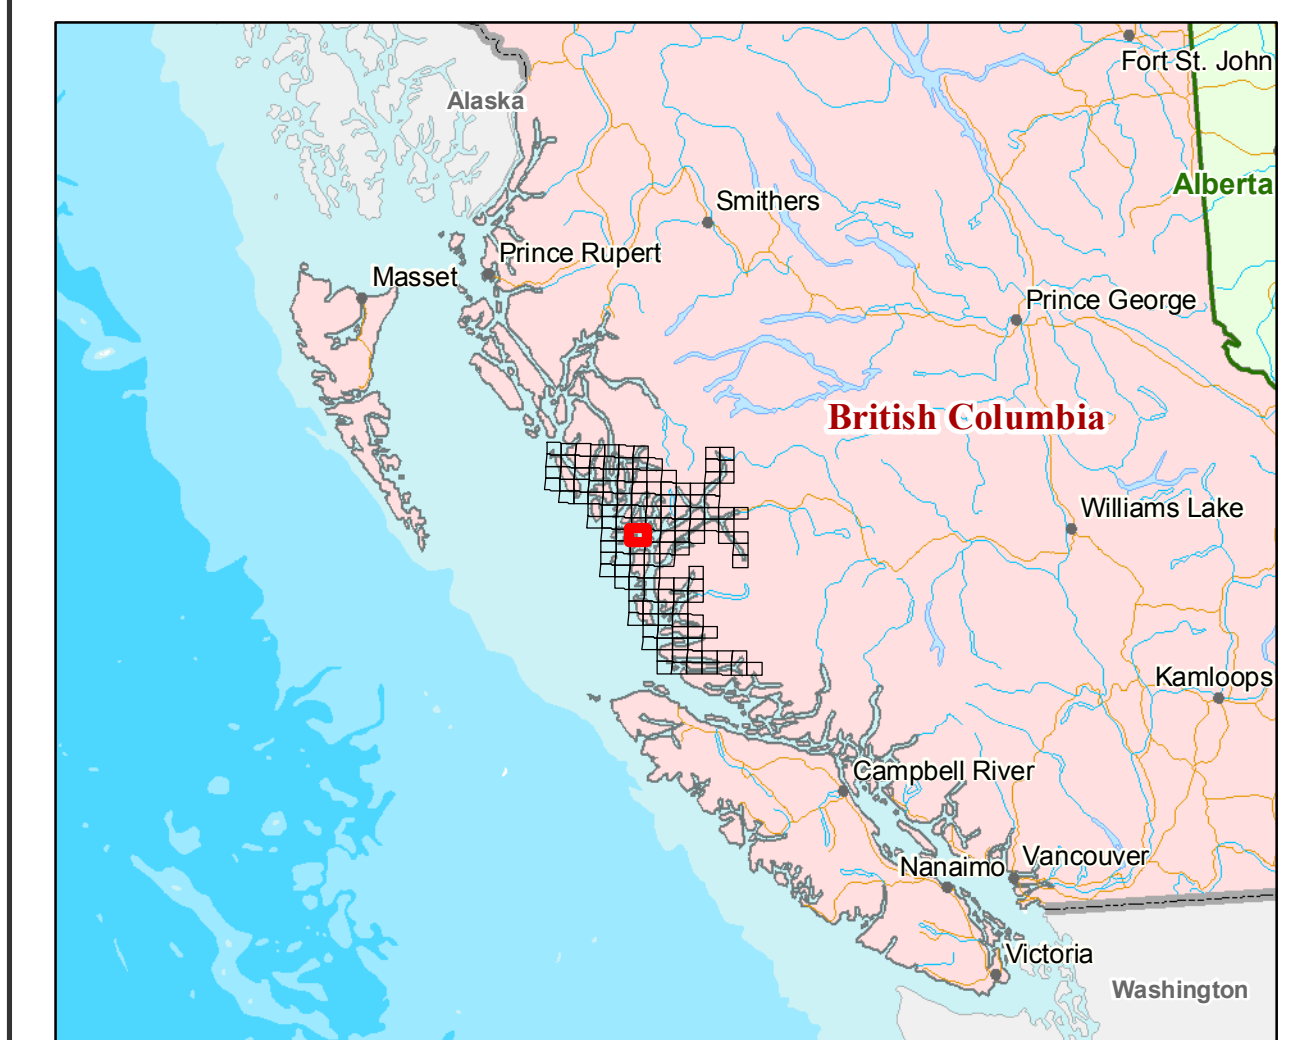 Fort St. John
Alaska
Alberta
Smithers
Prince Rupert
Masset
Prince George
British Columbia
Williams Lake
Kamloops
Campbell River
Vancouver
Nanaimo
Victoria
Washington